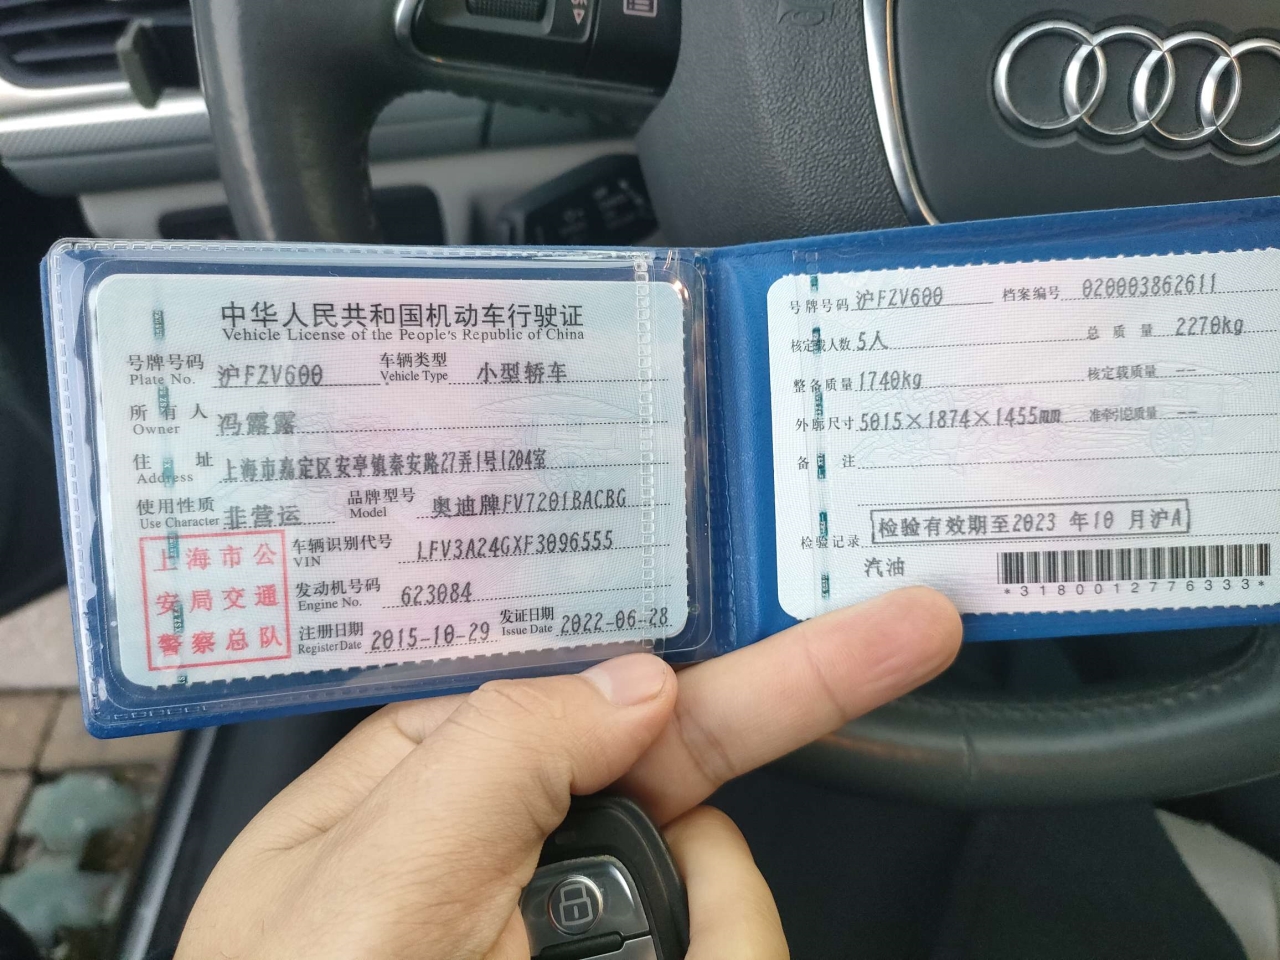 中华人民共和国机动车行驶证
Vehicle License of the People's Republic of China
号牌号码 沪FZV600 车辆类型 小型轿车
Plate No. Vehicle Type
所有人 冯露露
Owner
住址 上海市嘉定区安亭镇秦安路27弄1号1204室
Address
使用性质 非营运 品牌型号 奥迪牌FV7201BACBG
Use Character Model
上海市公
安局交通
警察总队
车辆识别代号 LFV3A24GXF3096555
VIN
发动机号码 623084
Engine No.
注册日期 2015-10-29 发证日期 2022-06-28
Register Date Issue Date
号牌号码 沪FZV600 档案编号 020003862611
核定载人数 5人 总质量 2270kg
整备质量 1740kg 核定载质量 --
外廓尺寸 5015×1874×1455mm 准牵引总质量 --
备注
检验记录 检验有效期至2023 年10 月沪A
汽油
*3180012776333*